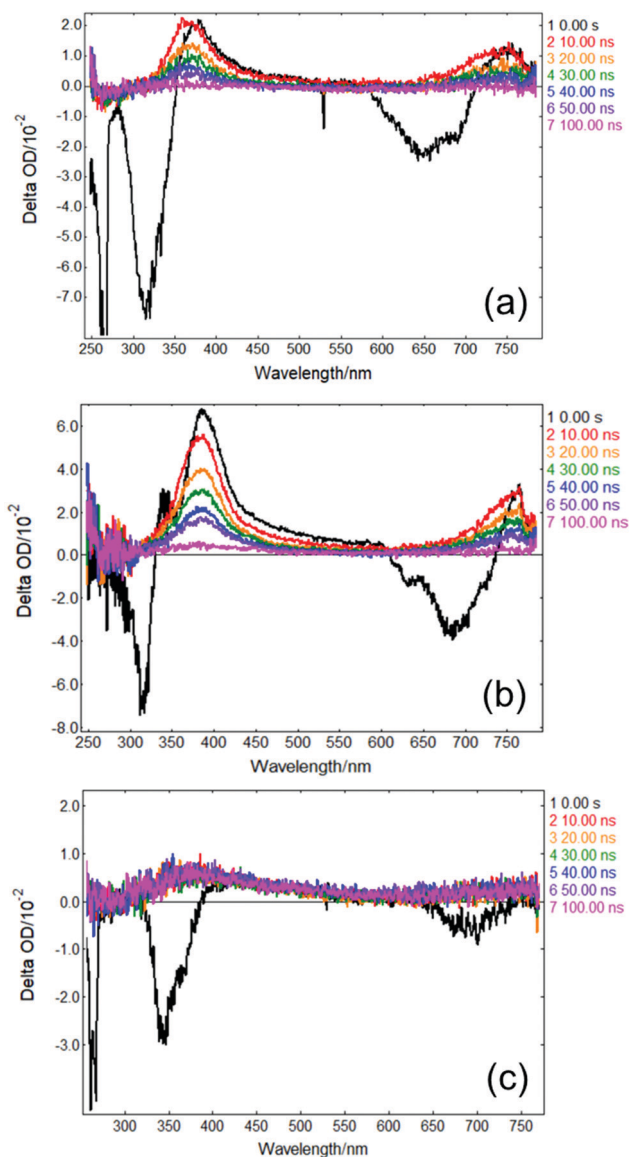 2.0
1.0
0.0
-1.0
-2.0
-3.0
-4.0
-5.0
-6.0
-7.0
Delta OD/10-2
250 300 350 400 450 500 550 600 650 700 750
Wavelength/nm
1 0.00 s
2 10.00 ns
3 20.00 ns
4 30.00 ns
5 40.00 ns
6 50.00 ns
7 100.00 ns
(a)
6.0
4.0
2.0
0.0
-2.0
-4.0
-6.0
-8.0
Delta OD/10-2
250 300 350 400 450 500 550 600 650 700 750
Wavelength/nm
1 0.00 s
2 10.00 ns
3 20.00 ns
4 30.00 ns
5 40.00 ns
6 50.00 ns
7 100.00 ns
(b)
2.0
1.0
0.0
-1.0
-2.0
-3.0
Delta OD/10-2
300 350 400 450 500 550 600 650 700 750
Wavelength/nm
1 0.00 s
2 10.00 ns
3 20.00 ns
4 30.00 ns
5 40.00 ns
6 50.00 ns
7 100.00 ns
(c)